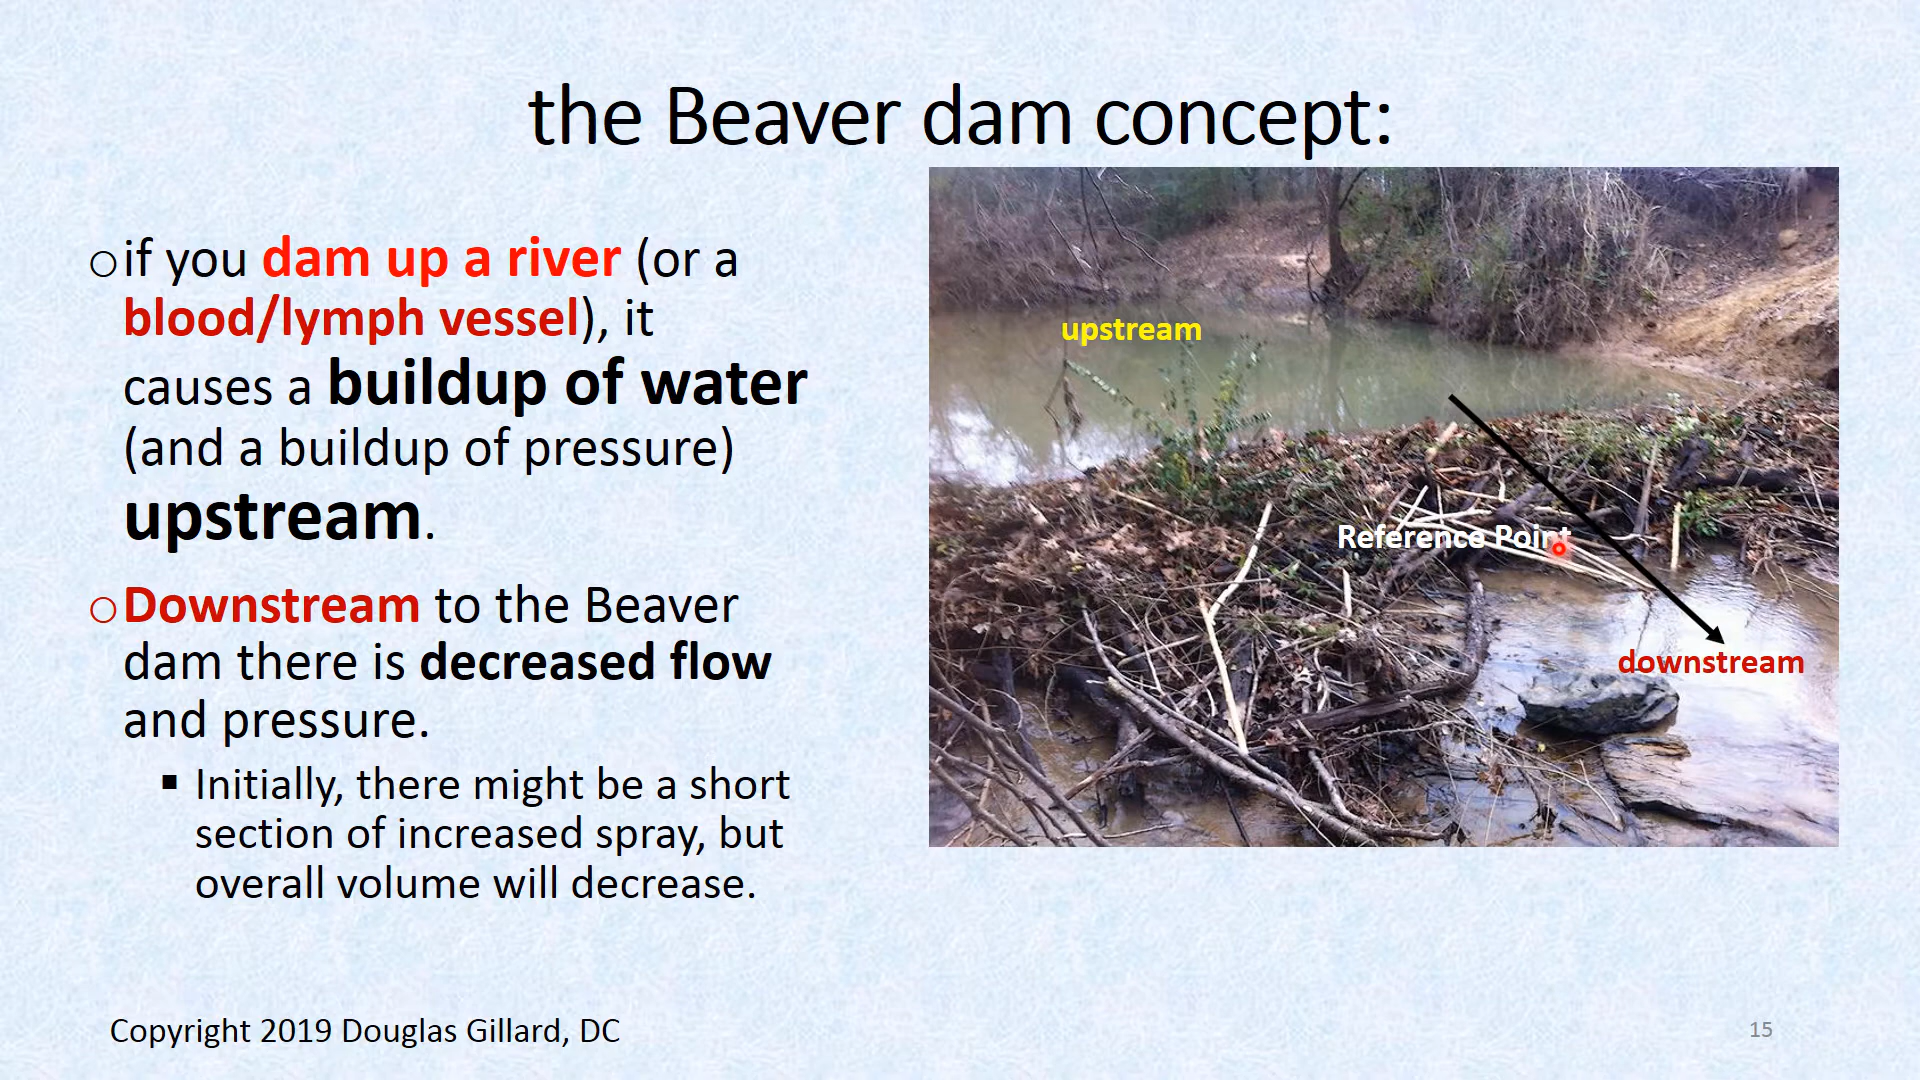 the Beaver dam concept:
if you dam up a river (or a
blood/lymph vessel), it
causes a buildup of water
(and a buildup of pressure)
upstream.
Downstream to the Beaver
dam there is decreased flow
and pressure.
Initially, there might be a short
section of increased spray, but
overall volume will decrease.
upstream
Reference Point
downstream
Copyright 2019 Douglas Gillard, DC
15